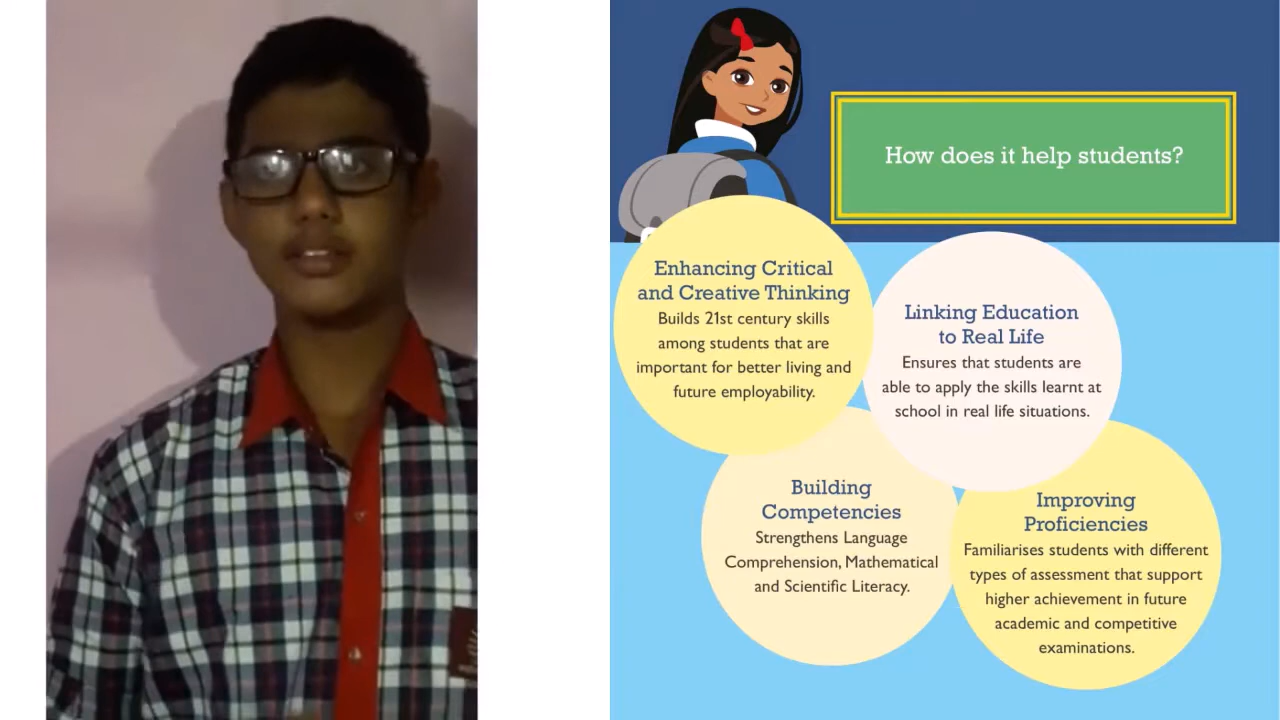 How does it help students?
Enhancing Critical
and Creative Thinking
Builds 21st century skills
among students that are
important for better living and
future employability.
Linking Education
to Real Life
Ensures that students are
able to apply the skills learnt at
school in real life situations.
Building
Competencies
Strengthens Language
Comprehension, Mathematical
and Scientific Literacy.
Improving
Proficiencies
Familiarises students with different
types of assessment that support
higher achievement in future
academic and competitive
examinations.